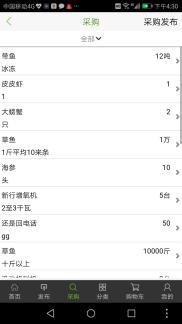 中国移动4G 下午4:30
采购 采购发布
全部
带鱼 12吨
冰冻
皮皮虾 1
1
大螃蟹 2
只
草鱼 1万
1斤平均10来条
海参 10
头
新行增氧机 5台
2至3千瓦
还是回电话 50
gg
草鱼 10000斤
十斤以上
首页 发布 采购 分类 购物车 我的